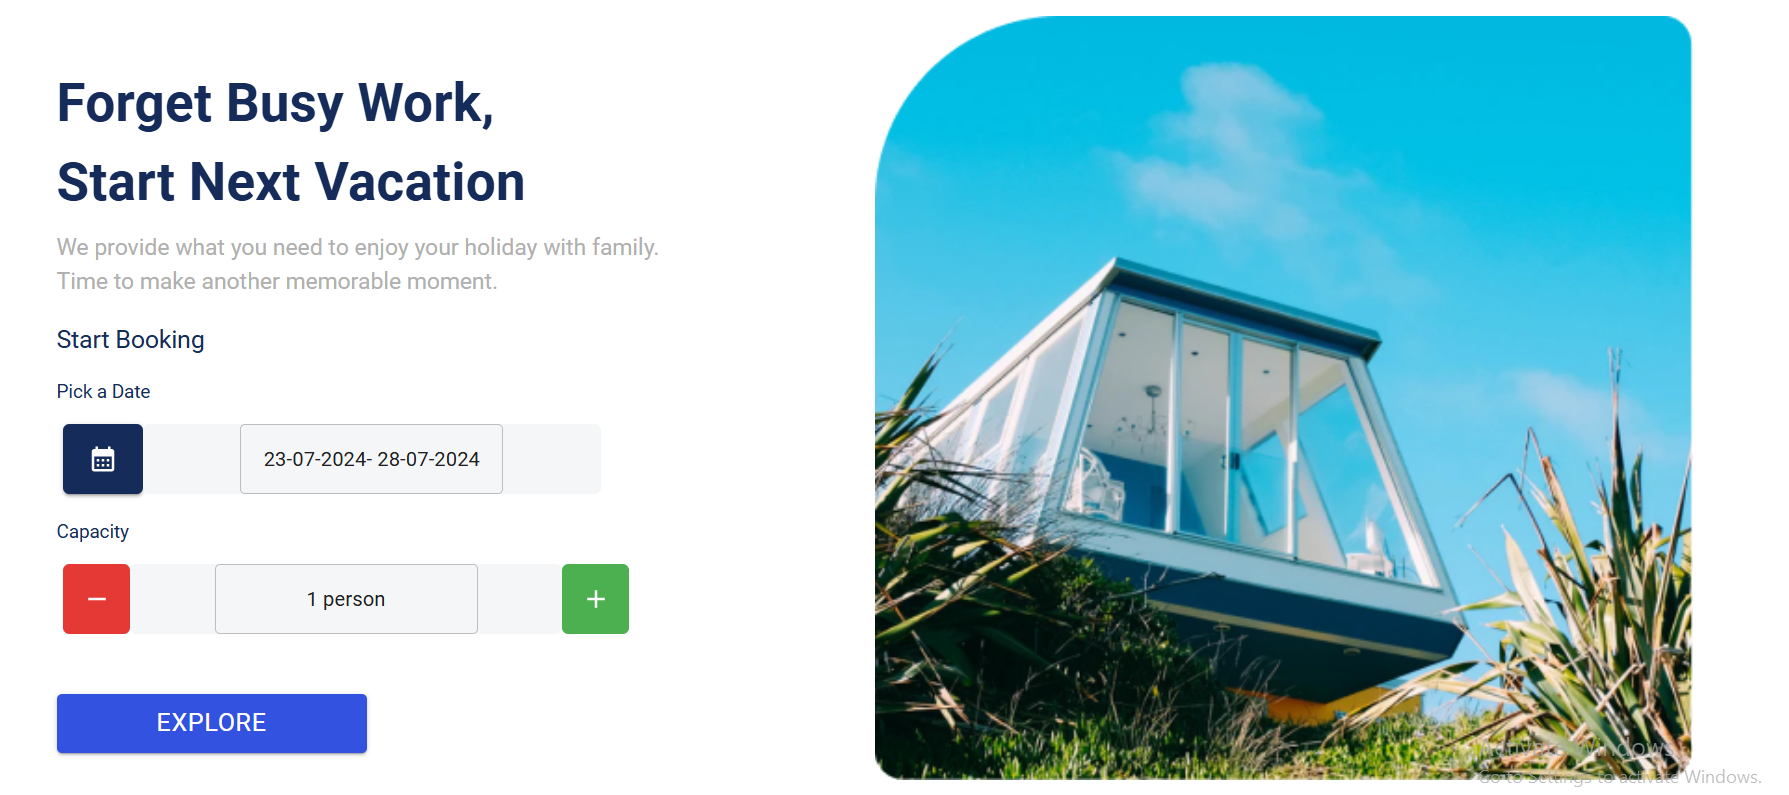 Forget Busy Work,
Start Next Vacation
We provide what you need to enjoy your holiday with family.
Time to make another memorable moment.
Start Booking
Pick a Date
23-07-2024- 28-07-2024
Capacity
1 person
EXPLORE
Activate Windows
Go to Settings to activate Windows.